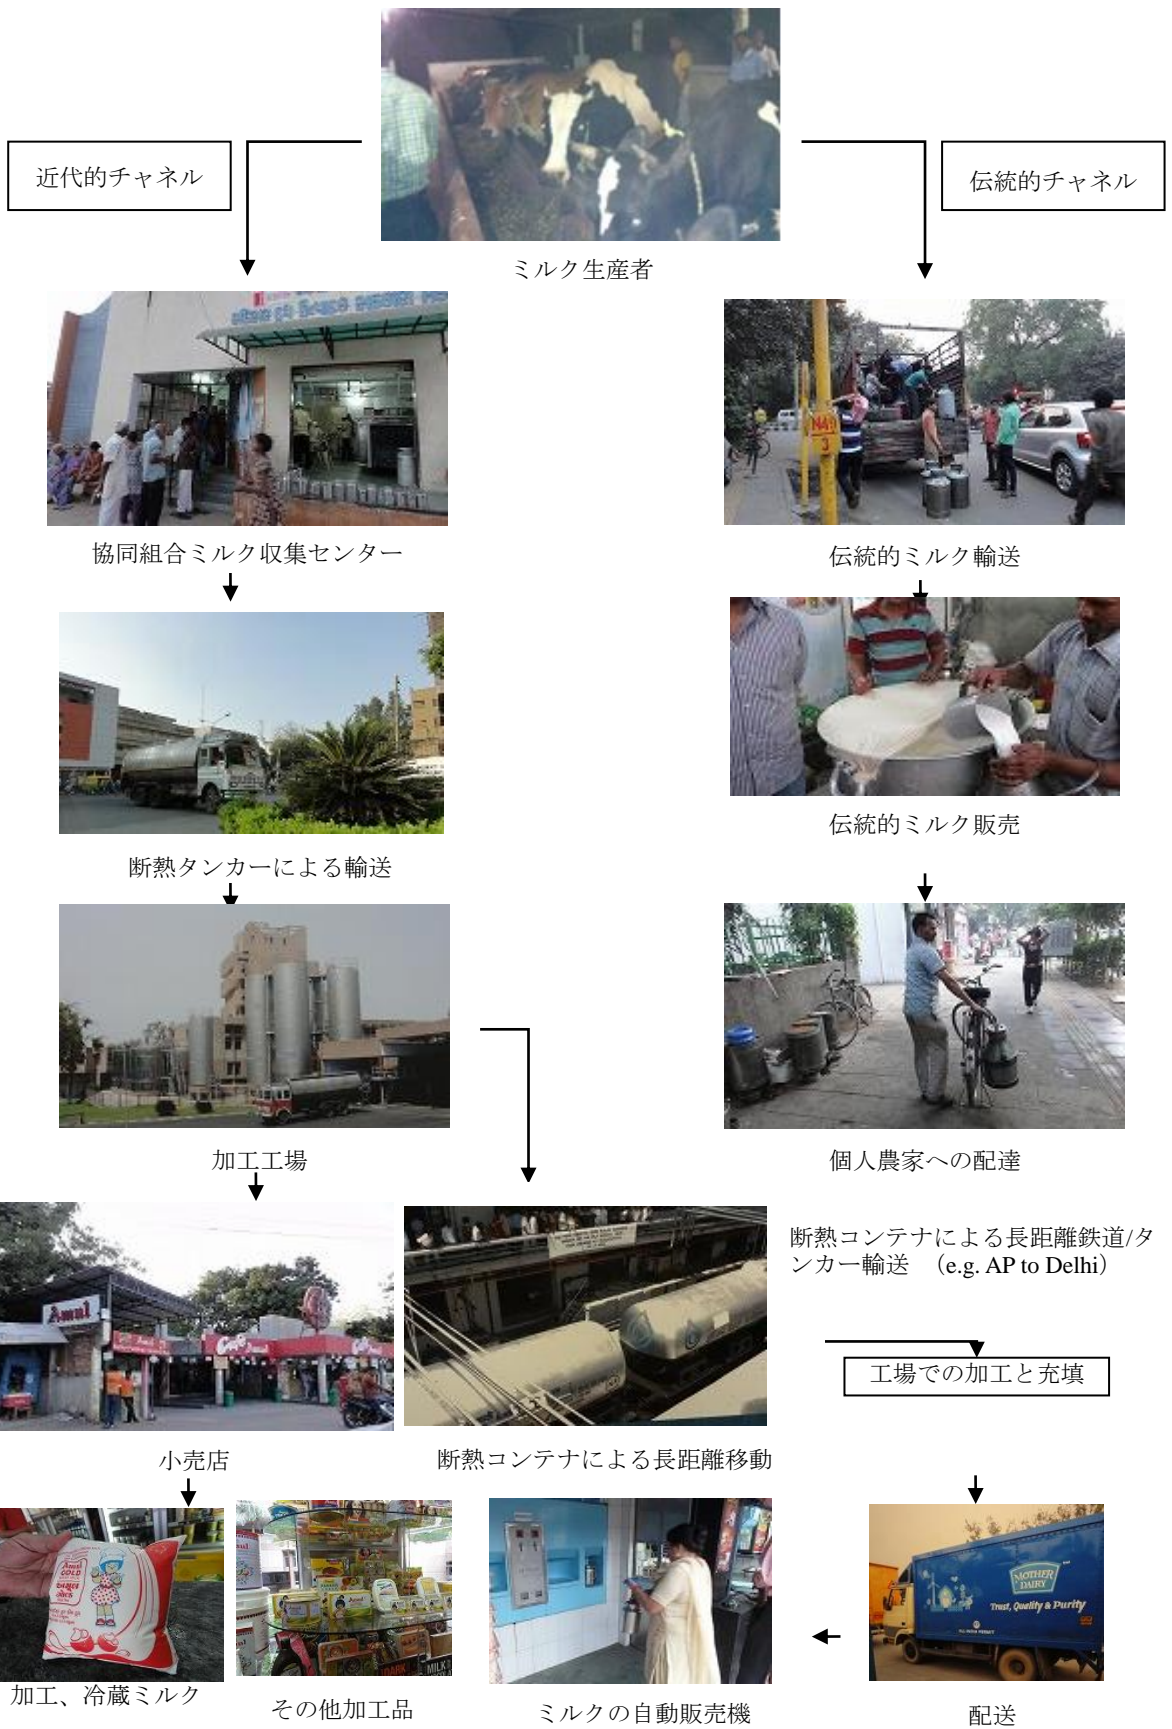 近代的チャネル
伝統的チャネル
ミルク生産者
協同組合ミルク収集センター
伝統的ミルク輸送
N49
3
断熱タンカーによる輸送
伝統的ミルク販売
加工工場
個人農家への配達
断熱コンテナによる長距離鉄道/タ
ンカー輸送 （e.g. AP to Delhi）
Amul
工場での加工と充填
小売店
断熱コンテナによる長距離移動
Amul
GOLD
MOTHER
DAIRY
Trust, Quality & Purity
DARK
MILK
加工、冷蔵ミルク
その他加工品
ミルクの自動販売機
配送